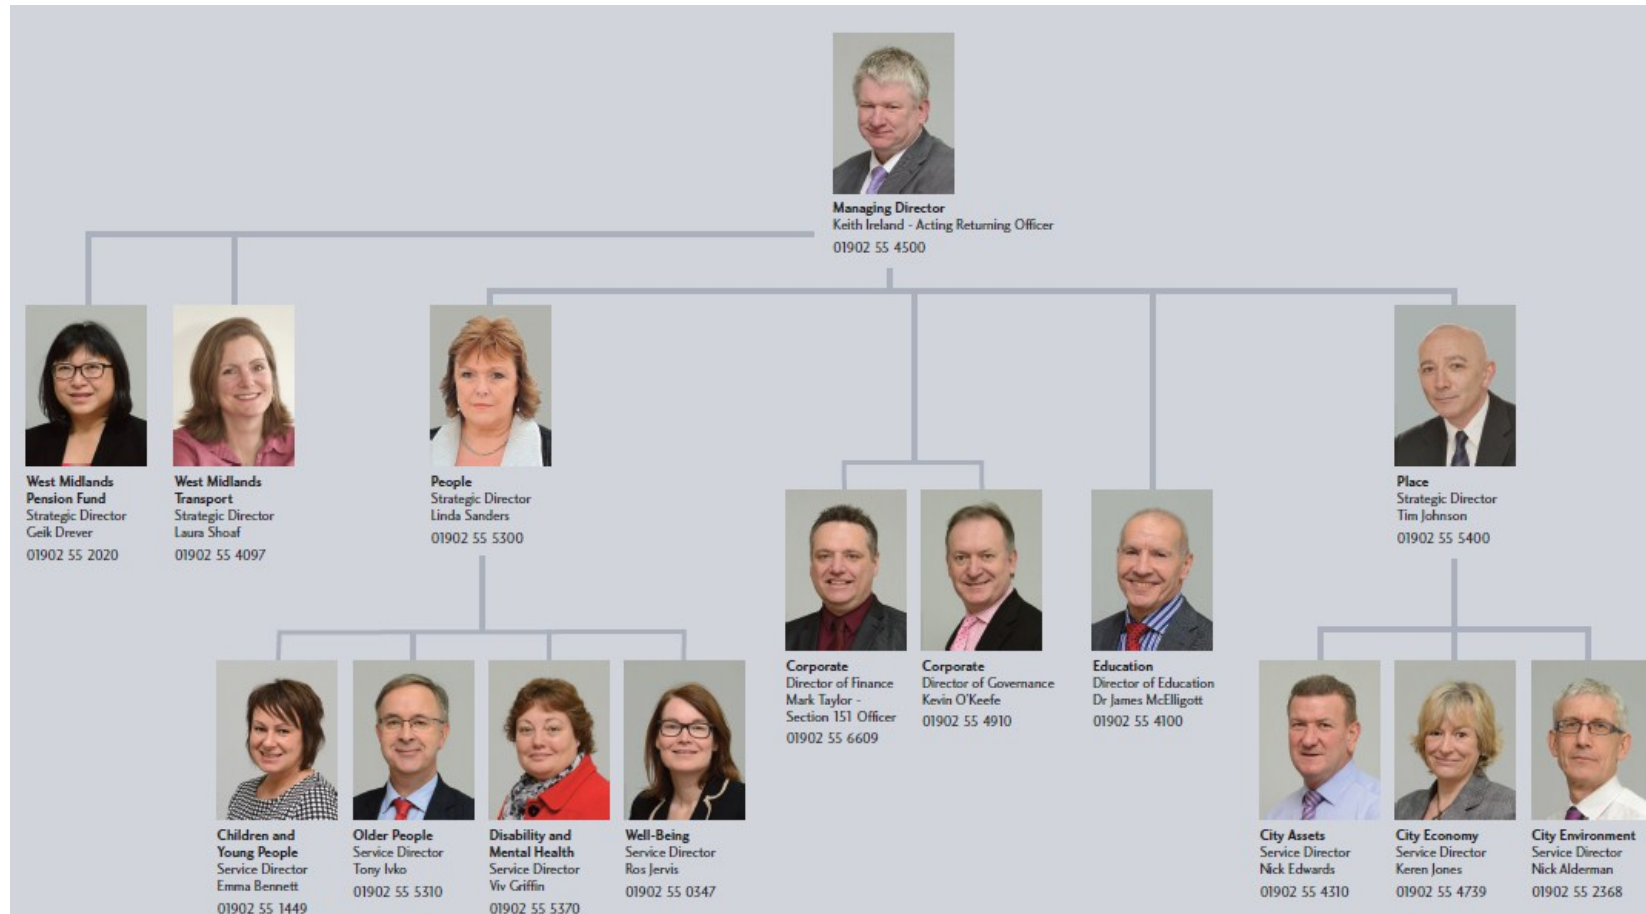 Managing Director
Keith Ireland - Acting Returning Officer
01902 55 4500
West Midlands
Pension Fund
Strategic Director
Geik Drever
01902 55 2020
West Midlands
Transport
Strategic Director
Laura Shoaf
01902 55 4097
People
Strategic Director
Linda Sanders
01902 55 5300
Place
Strategic Director
Tim Johnson
01902 55 5400
Corporate
Director of Finance
Mark Taylor -
Section 151 Officer
01902 55 6609
Corporate
Director of Governance
Kevin O'Keefe
01902 55 4910
Education
Director of Education
Dr James McElligott
01902 55 4100
Children and
Young People
Service Director
Emma Bennett
01902 55 1449
Older People
Service Director
Tony Ivko
01902 55 5310
Disability and
Mental Health
Service Director
Viv Griffin
01902 55 5370
Well-Being
Service Director
Ros Jervis
01902 55 0347
City Assets
Service Director
Nick Edwards
01902 55 4310
City Economy
Service Director
Keren Jones
01902 55 4739
City Environment
Service Director
Nick Alderman
01902 55 2368